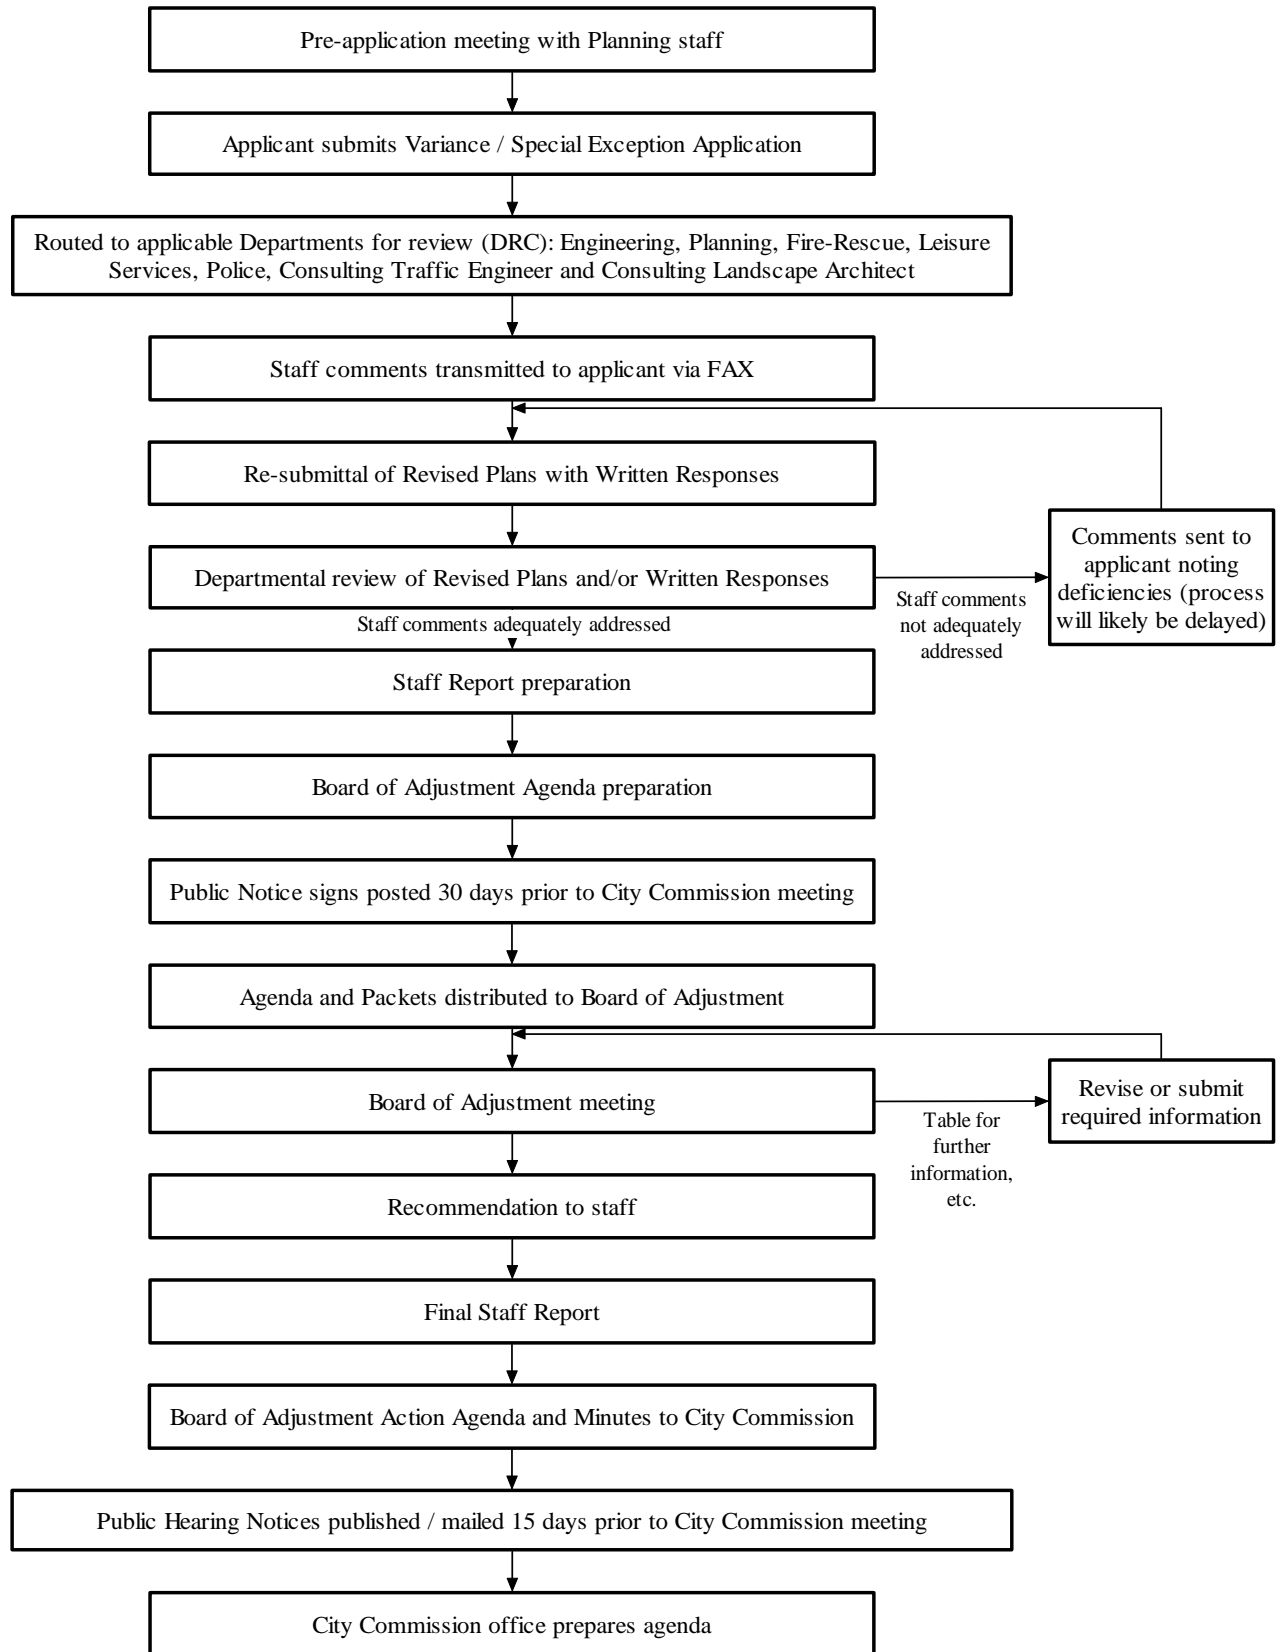 Pre-application meeting with Planning staff
Applicant submits Variance / Special Exception Application
Routed to applicable Departments for review (DRC): Engineering, Planning, Fire-Rescue, Leisure
Services, Police, Consulting Traffic Engineer and Consulting Landscape Architect
Staff comments transmitted to applicant via FAX
Re-submittal of Revised Plans with Written Responses
Departmental review of Revised Plans and/or Written Responses
Staff comments
not adequately
addressed
Comments sent to
applicant noting
deficiencies (process
will likely be delayed)
Staff comments adequately addressed
Staff Report preparation
Board of Adjustment Agenda preparation
Public Notice signs posted 30 days prior to City Commission meeting
Agenda and Packets distributed to Board of Adjustment
Board of Adjustment meeting
Table for
further
information,
etc.
Revise or submit
required information
Recommendation to staff
Final Staff Report
Board of Adjustment Action Agenda and Minutes to City Commission
Public Hearing Notices published / mailed 15 days prior to City Commission meeting
City Commission office prepares agenda